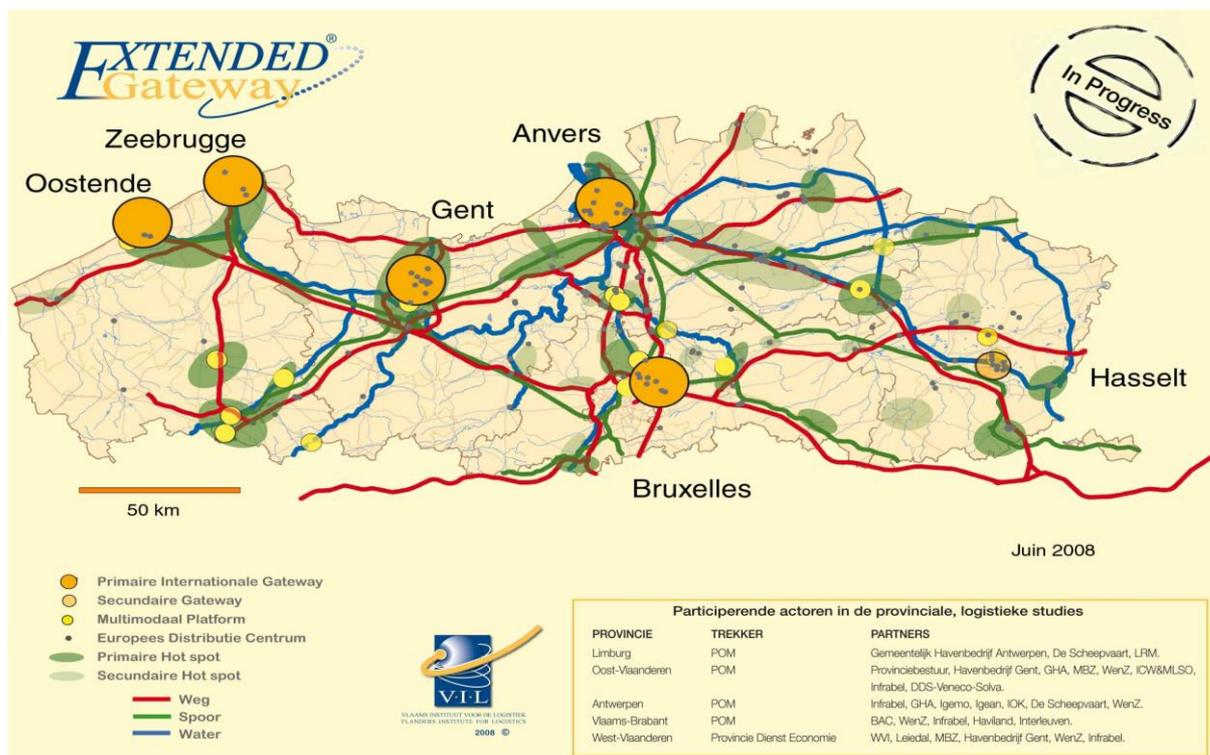 EXTENDED®
Gateway
In Progress
Zeebrugge
Anvers
Oostende
Gent
Hasselt
Bruxelles
50 km
Juin 2008
Primaire Internationale Gateway
Secundaire Gateway
Multimodaal Platform
Europees Distributie Centrum
Primaire Hot spot
Secundaire Hot spot
Weg
Spoor
Water
V·I·L
VLAAMS INSTITUUT VOOR DE LOGISTIEK
FLANDERS INSTITUTE FOR LOGISTICS
2008 ©
Participerende actoren in de provinciale, logistieke studies
PROVINCIE TREKKER PARTNERS
Limburg POM Gemeentelijk Havenbedrijf Antwerpen, De Scheepvaart, LRM.
Oost-Vlaanderen POM Provinciebestuur, Havenbedrijf Gent, GHA, MBZ, WenZ, ICW&MLSO,
Infrabel, DDS-Veneco-Solva.
Antwerpen POM Infrabel, GHA, Igemo, Igean, IOK, De Scheepvaart, WenZ.
Vlaams-Brabant POM BAC, WenZ, Infrabel, Haviland, Interleuven.
West-Vlaanderen Provincie Dienst Economie WVI, Leiedal, MBZ, Havenbedrijf Gent, WenZ, Infrabel.